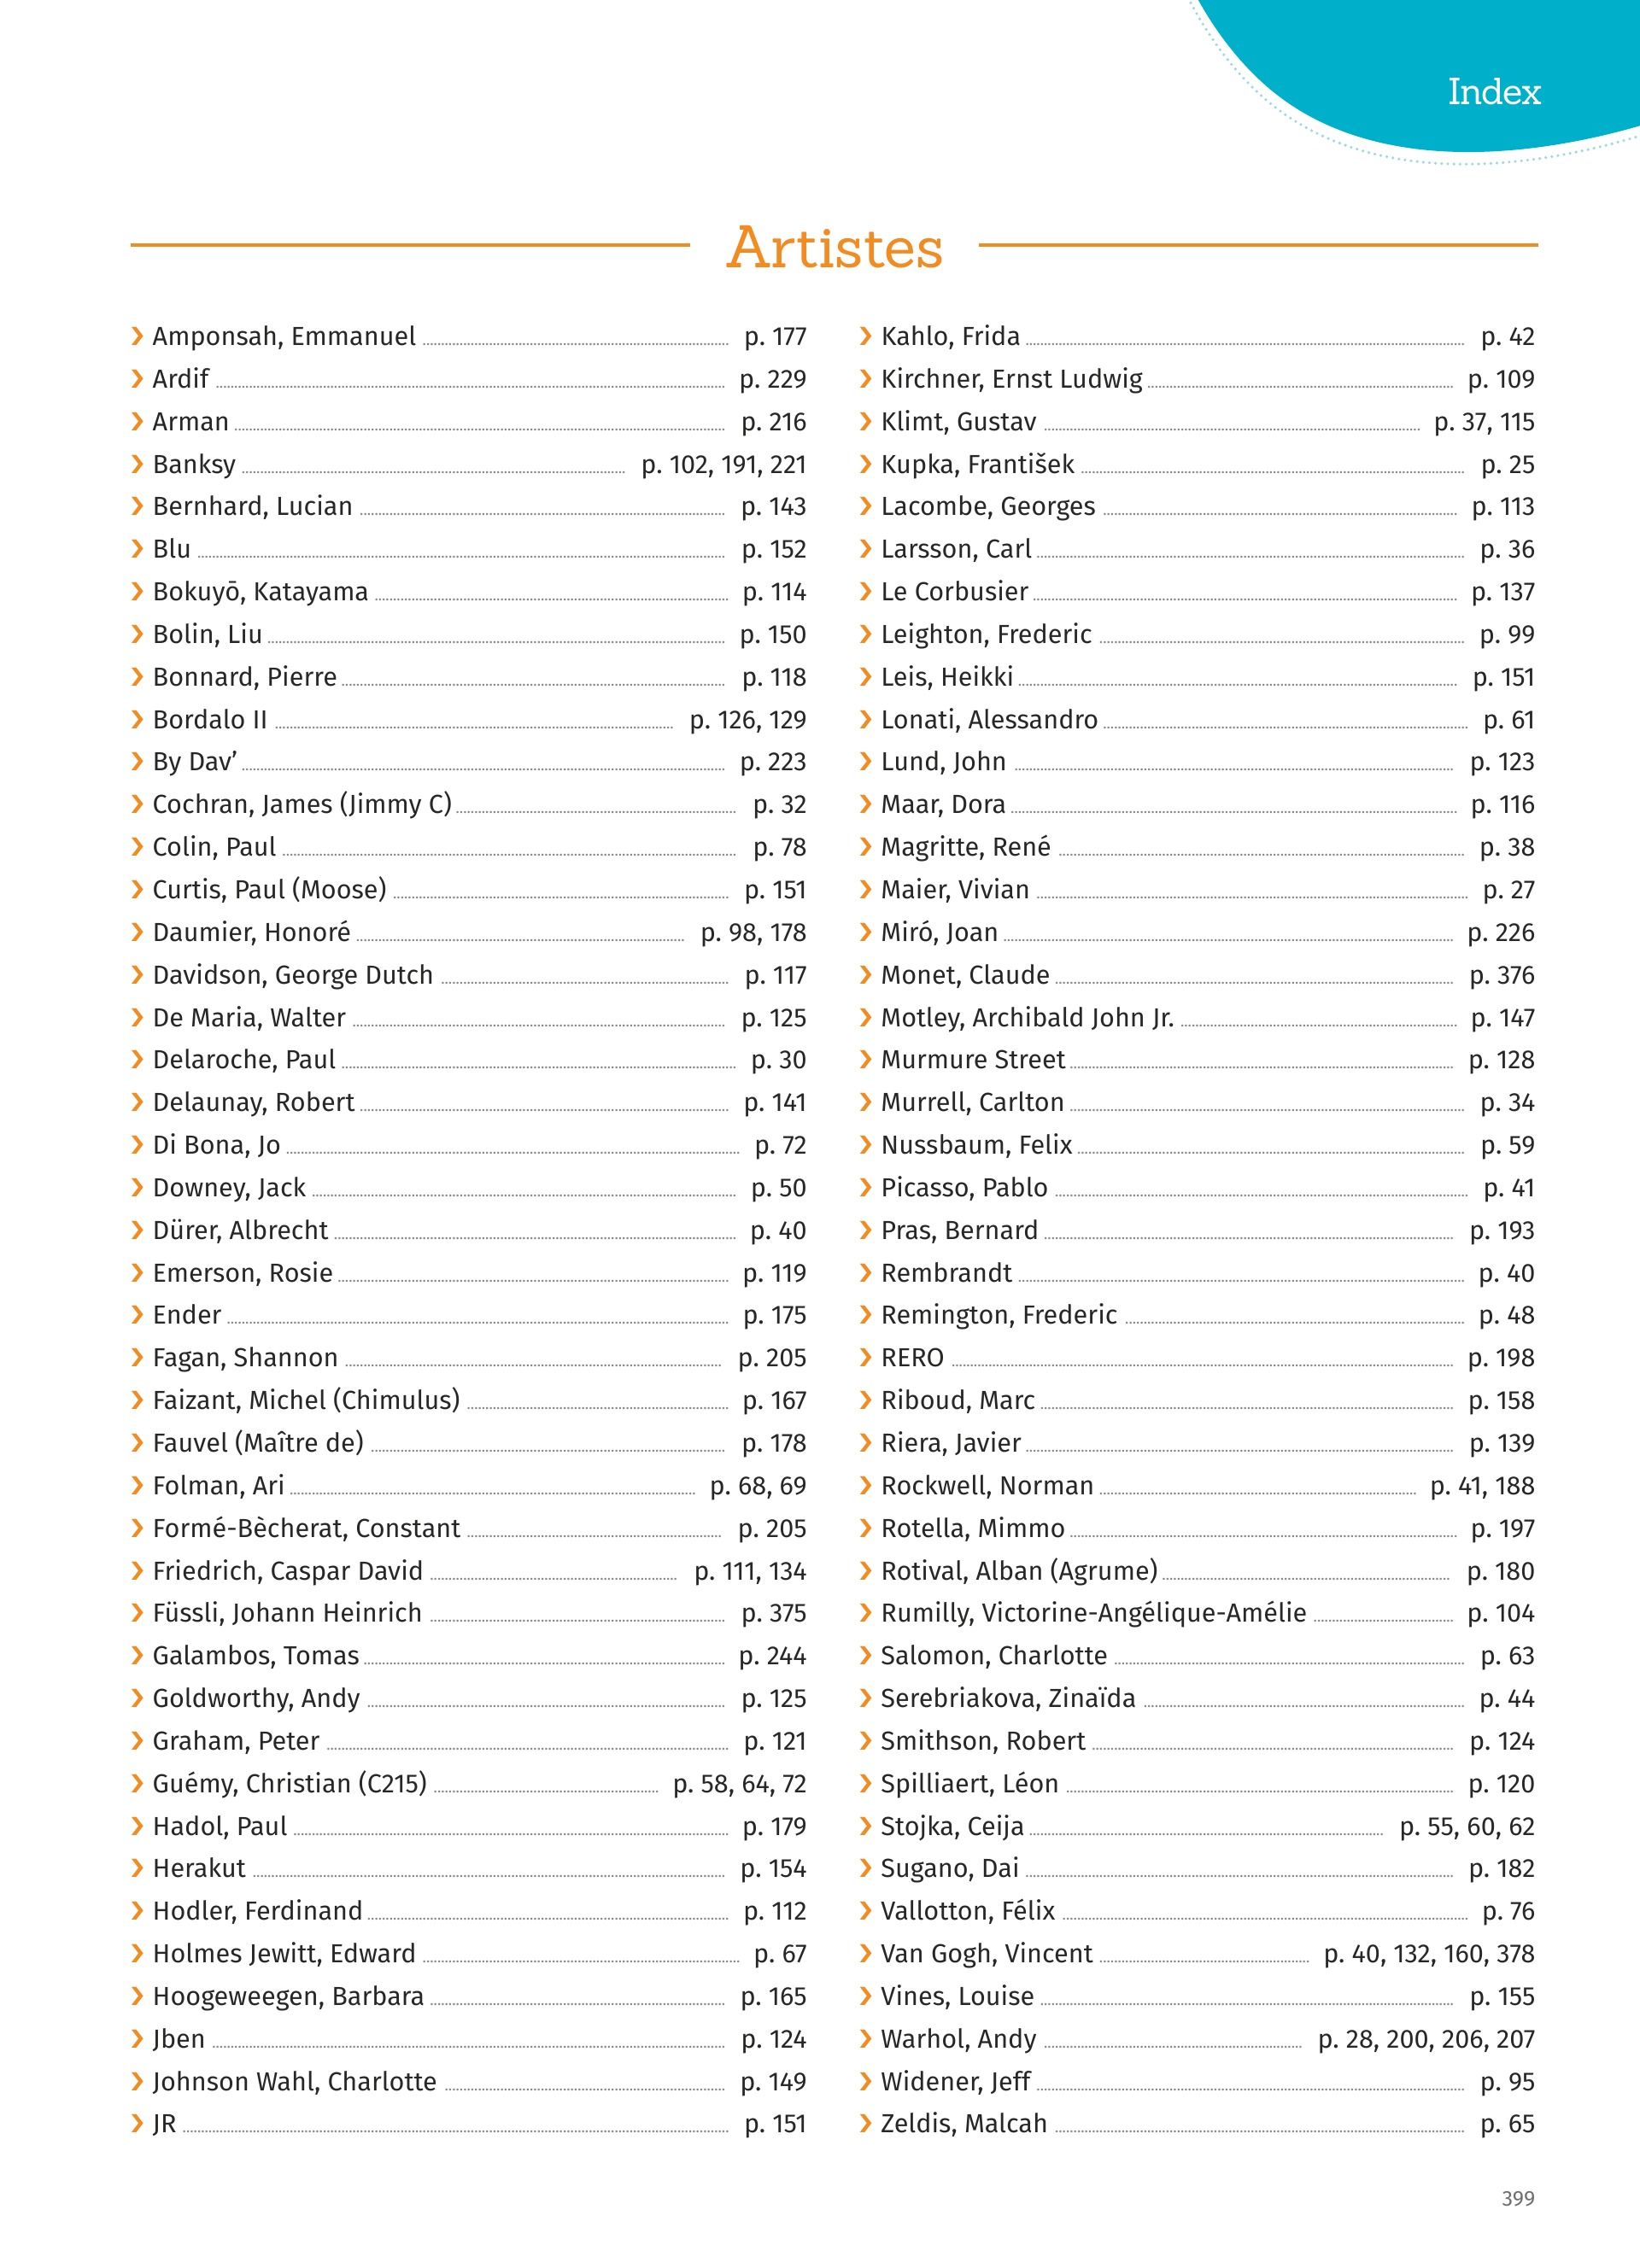 Index
Artistes
Amponsah, Emmanuel p. 177
Ardif p. 229
Arman p. 216
Banksy p. 102, 191, 221
Bernhard, Lucian p. 143
Blu p. 152
Bokuyō, Katayama p. 114
Bolin, Liu p. 150
Bonnard, Pierre p. 118
Bordalo II p. 126, 129
By Dav’ p. 223
Cochran, James (Jimmy C) p. 32
Colin, Paul p. 78
Curtis, Paul (Moose) p. 151
Daumier, Honoré p. 98, 178
Davidson, George Dutch p. 117
De Maria, Walter p. 125
Delaroche, Paul p. 30
Delaunay, Robert p. 141
Di Bona, Jo p. 72
Downey, Jack p. 50
Dürer, Albrecht p. 40
Emerson, Rosie p. 119
Ender p. 175
Fagan, Shannon p. 205
Faizant, Michel (Chimulus) p. 167
Fauvel (Maître de) p. 178
Folman, Ari p. 68, 69
Formé-Bècherat, Constant p. 205
Friedrich, Caspar David p. 111, 134
Füssli, Johann Heinrich p. 375
Galambos, Tomas p. 244
Goldworthy, Andy p. 125
Graham, Peter p. 121
Guémy, Christian (C215) p. 58, 64, 72
Hadol, Paul p. 179
Herakut p. 154
Hodler, Ferdinand p. 112
Holmes Jewitt, Edward p. 67
Hoogeweegen, Barbara p. 165
Jben p. 124
Johnson Wahl, Charlotte p. 149
JR p. 151
Kahlo, Frida p. 42
Kirchner, Ernst Ludwig p. 109
Klimt, Gustav p. 37, 115
Kupka, František p. 25
Lacombe, Georges p. 113
Larsson, Carl p. 36
Le Corbusier p. 137
Leighton, Frederic p. 99
Leis, Heikki p. 151
Lonati, Alessandro p. 61
Lund, John p. 123
Maar, Dora p. 116
Magritte, René p. 38
Maier, Vivian p. 27
Miró, Joan p. 226
Monet, Claude p. 376
Motley, Archibald John Jr. p. 147
Murmure Street p. 128
Murrell, Carlton p. 34
Nussbaum, Felix p. 59
Picasso, Pablo p. 41
Pras, Bernard p. 193
Rembrandt p. 40
Remington, Frederic p. 48
RERO p. 198
Riboud, Marc p. 158
Riera, Javier p. 139
Rockwell, Norman p. 41, 188
Rotella, Mimmo p. 197
Rotival, Alban (Agrume) p. 180
Rumilly, Victorine-Angélique-Amélie p. 104
Salomon, Charlotte p. 63
Serebriakova, Zinaïda p. 44
Smithson, Robert p. 124
Spilliaert, Léon p. 120
Stojka, Ceija p. 55, 60, 62
Sugano, Dai p. 182
Vallotton, Félix p. 76
Van Gogh, Vincent p. 40, 132, 160, 378
Vines, Louise p. 155
Warhol, Andy p. 28, 200, 206, 207
Widener, Jeff p. 95
Zeldis, Malcah p. 65
399